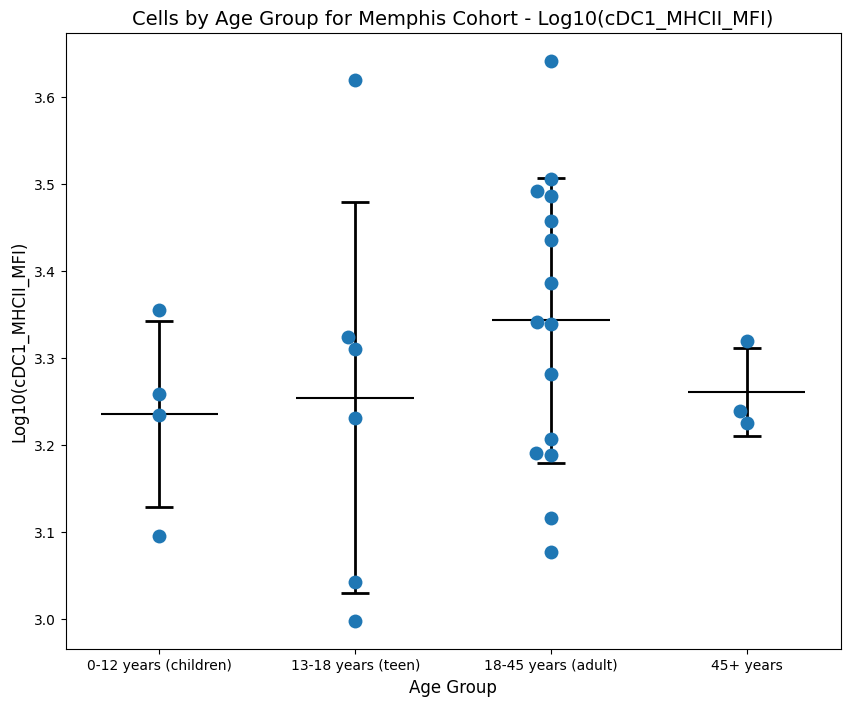 Cells by Age Group for Memphis Cohort - Log10(cDC1_MHCII_MFI)
Log10(cDC1_MHCII_MFI)
3.6
3.5
3.4
3.3
3.2
3.1
3.0
0-12 years (children)
13-18 years (teen)
18-45 years (adult)
45+ years
Age Group